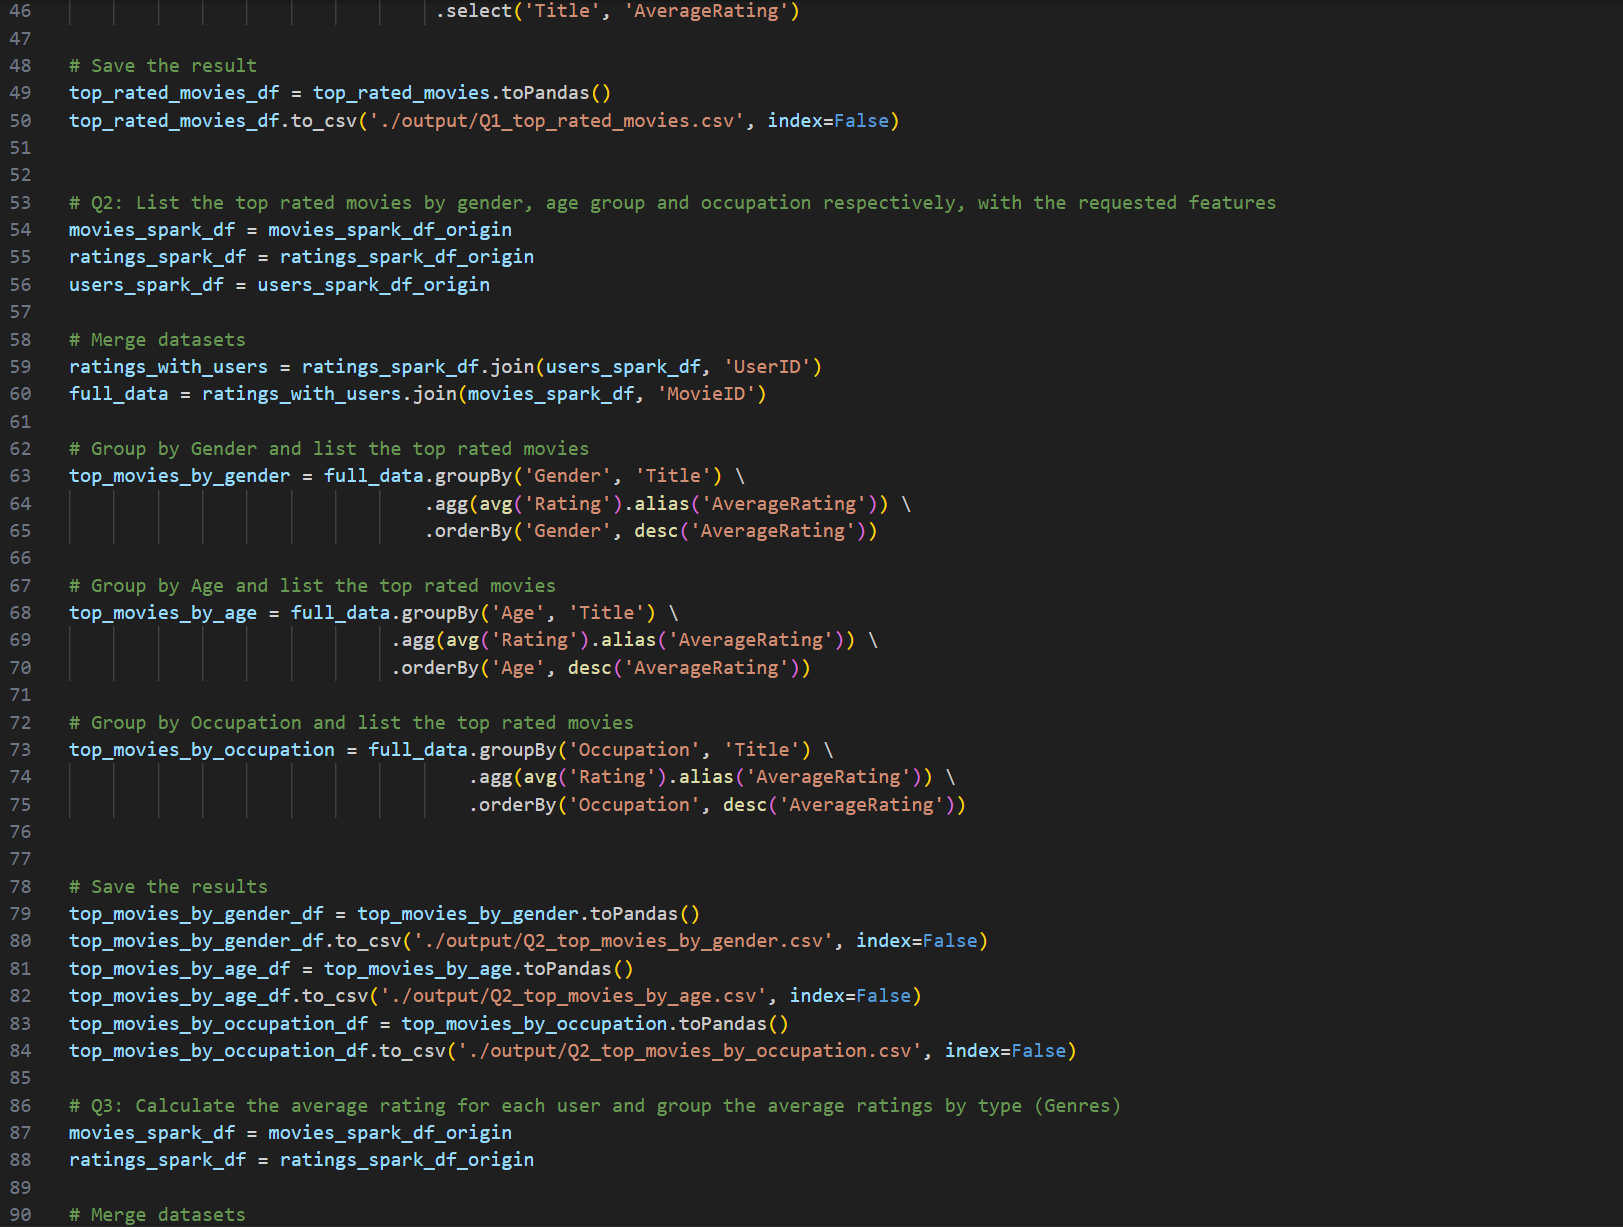 46 .select('Title', 'AverageRating')
47
48 # Save the result
49 top_rated_movies_df = top_rated_movies.toPandas()
50 top_rated_movies_df.to_csv('./output/Q1_top_rated_movies.csv', index=False)
51
52
53 # Q2: List the top rated movies by gender, age group and occupation respectively, with the requested features
54 movies_spark_df = movies_spark_df_origin
55 ratings_spark_df = ratings_spark_df_origin
56 users_spark_df = users_spark_df_origin
57
58 # Merge datasets
59 ratings_with_users = ratings_spark_df.join(users_spark_df, 'UserID')
60 full_data = ratings_with_users.join(movies_spark_df, 'MovieID')
61
62 # Group by Gender and list the top rated movies
63 top_movies_by_gender = full_data.groupBy('Gender', 'Title') \
64 .agg(avg('Rating').alias('AverageRating')) \
65 .orderBy('Gender', desc('AverageRating'))
66
67 # Group by Age and list the top rated movies
68 top_movies_by_age = full_data.groupBy('Age', 'Title') \
69 .agg(avg('Rating').alias('AverageRating')) \
70 .orderBy('Age', desc('AverageRating'))
71
72 # Group by Occupation and list the top rated movies
73 top_movies_by_occupation = full_data.groupBy('Occupation', 'Title') \
74 .agg(avg('Rating').alias('AverageRating')) \
75 .orderBy('Occupation', desc('AverageRating'))
76
77
78 # Save the results
79 top_movies_by_gender_df = top_movies_by_gender.toPandas()
80 top_movies_by_gender_df.to_csv('./output/Q2_top_movies_by_gender.csv', index=False)
81 top_movies_by_age_df = top_movies_by_age.toPandas()
82 top_movies_by_age_df.to_csv('./output/Q2_top_movies_by_age.csv', index=False)
83 top_movies_by_occupation_df = top_movies_by_occupation.toPandas()
84 top_movies_by_occupation_df.to_csv('./output/Q2_top_movies_by_occupation.csv', index=False)
85
86 # Q3: Calculate the average rating for each user and group the average ratings by type (Genres)
87 movies_spark_df = movies_spark_df_origin
88 ratings_spark_df = ratings_spark_df_origin
89
90 # Merge datasets